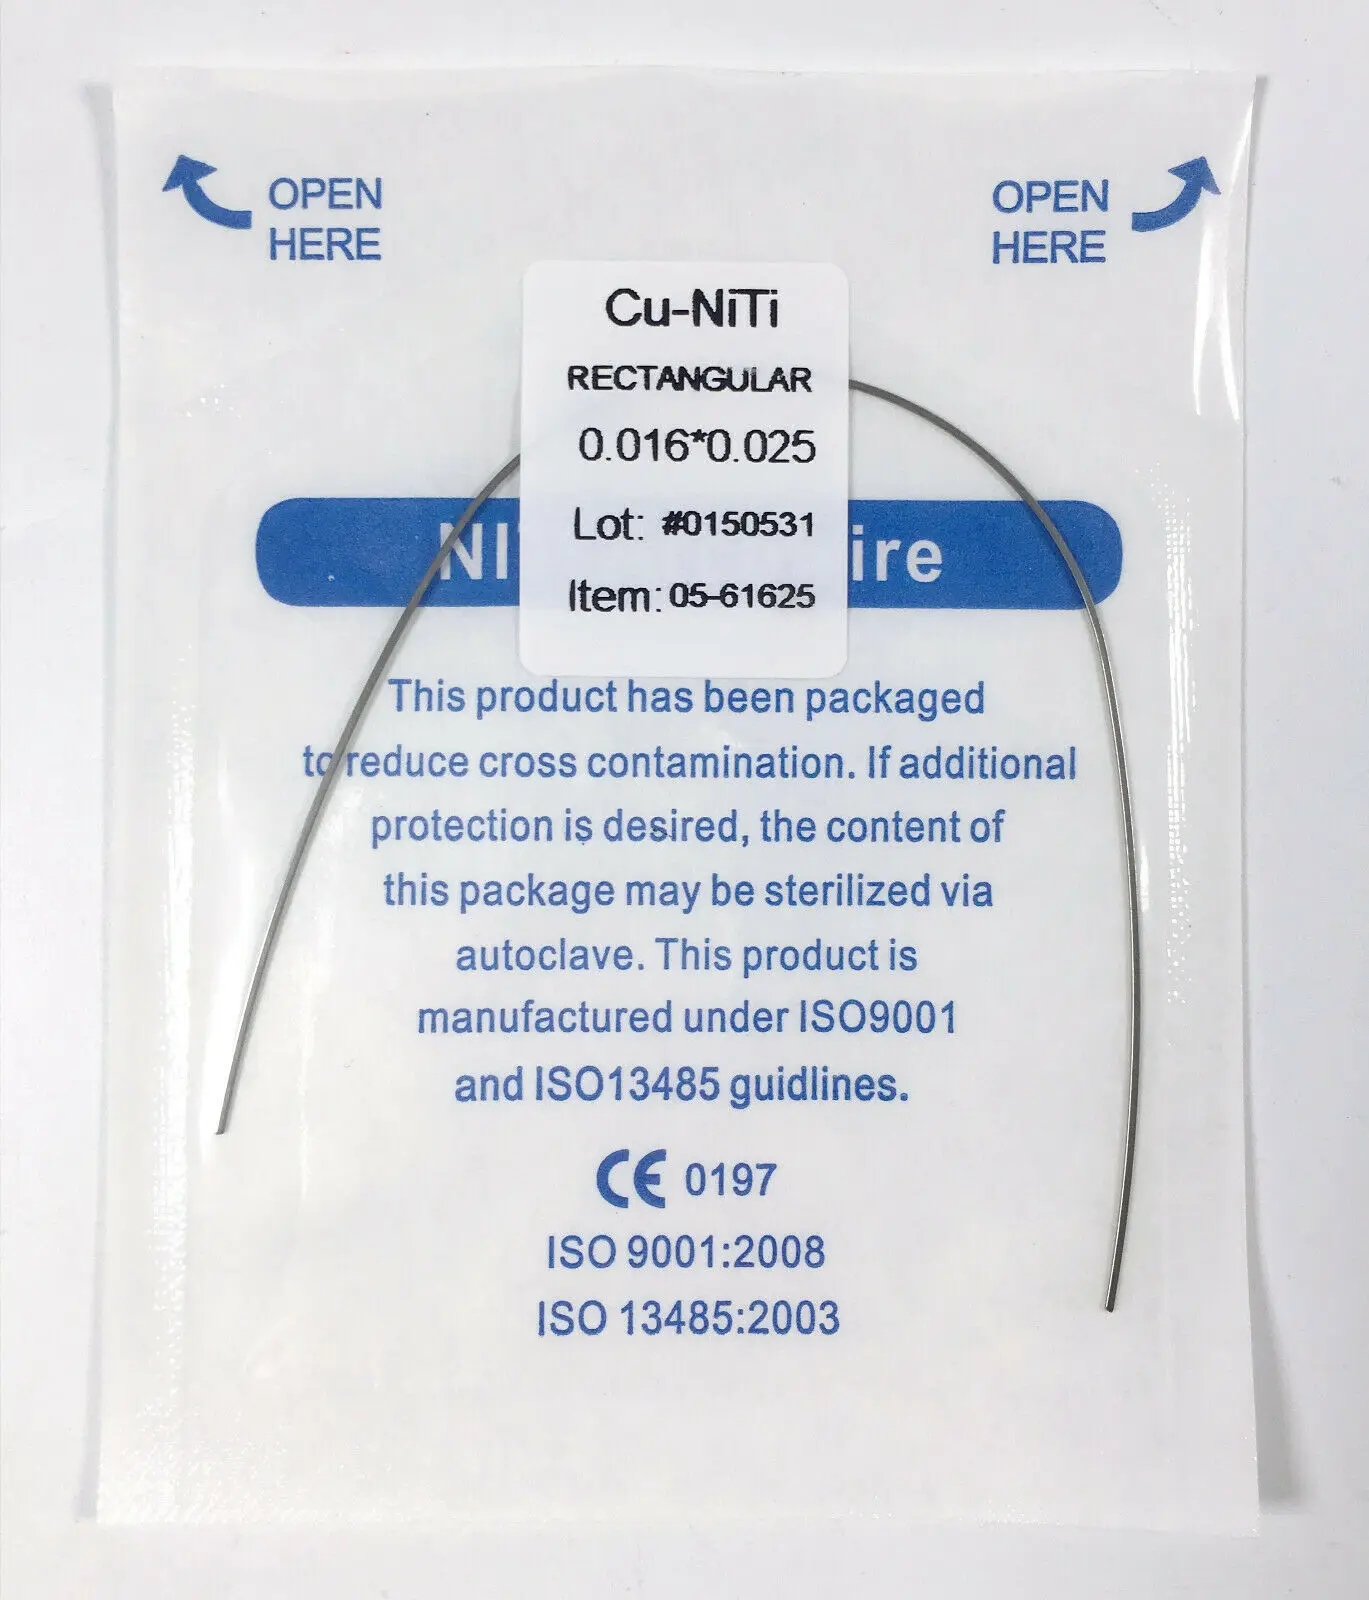 OPEN
HERE
OPEN
HERE
Cu-NiTi
RECTANGULAR
0.016*0.025
Lot: #0150531
Item: 05-61625
This product has been packaged
to reduce cross contamination. If additional
protection is desired, the content of
this package may be sterilized via
autoclave. This product is
manufactured under ISO9001
and ISO13485 guidlines.
CE 0197
ISO 9001:2008
ISO 13485:2003